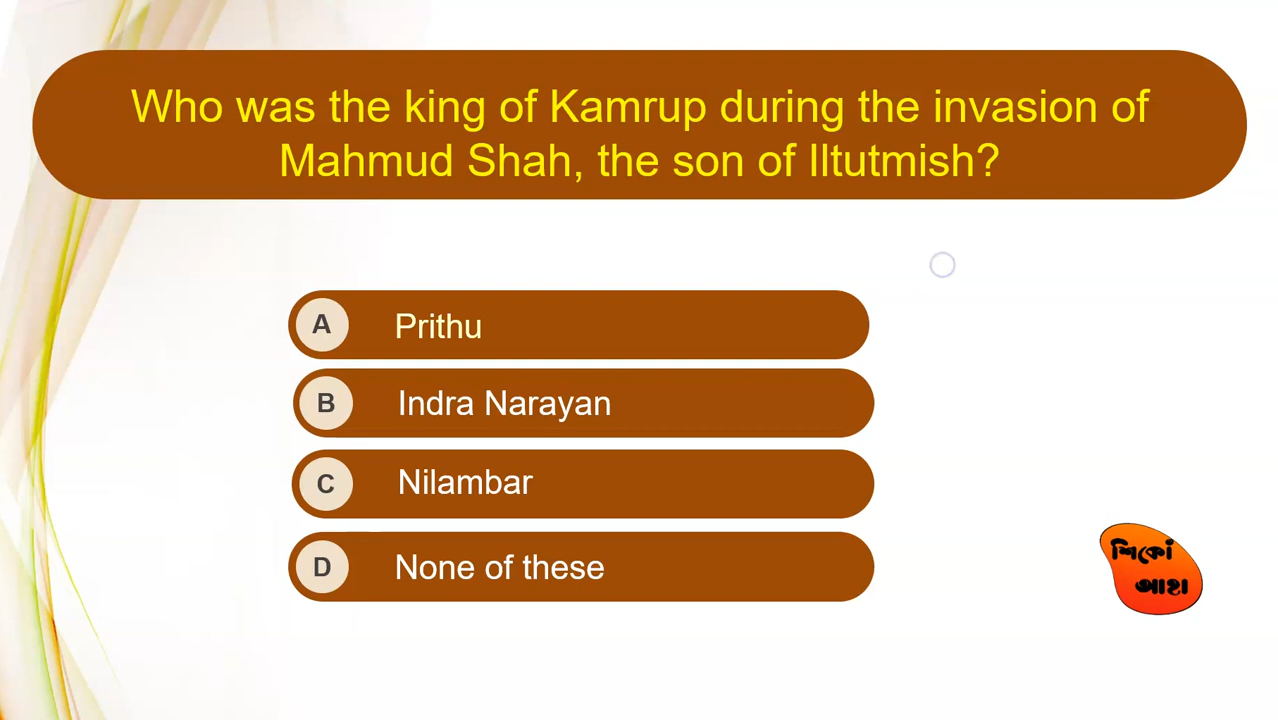 Who was the king of Kamrup during the invasion of
Mahmud Shah, the son of Iltutmish?
A Prithu
B Indra Narayan
C Nilambar
D None of these
শিকোঁ
আহা